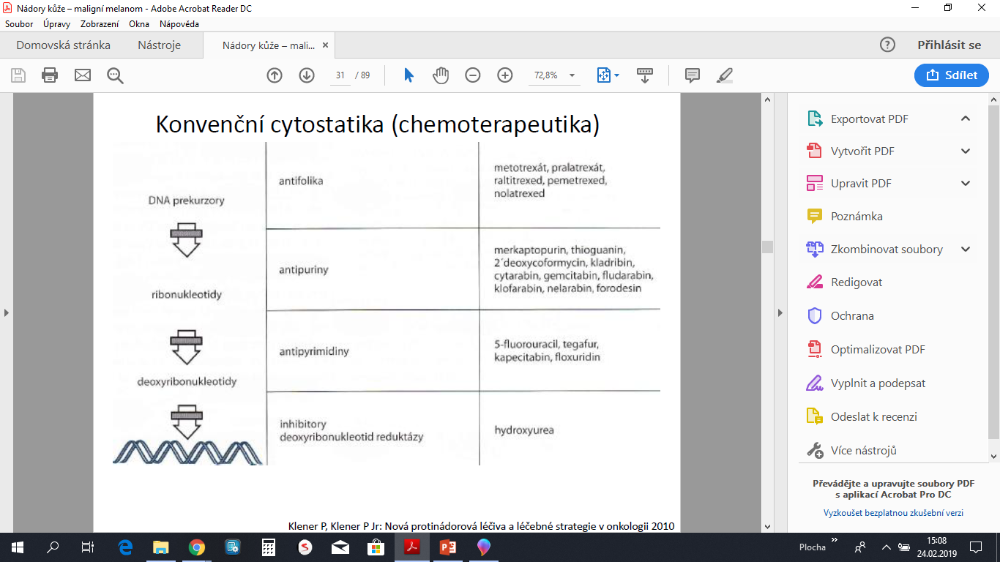 Nádory kůže – maligní melanom - Adobe Acrobat Reader DC
Soubor Úpravy Zobrazení Okna Nápověda
Domovská stránka Nástroje Nádory kůže – mali... Přihlásit se
31 / 89 72,8% Sdílet
Konvenční cytostatika (chemoterapeutika)
DNA prekurzory
ribonukleotidy
deoxyribonukleotidy
antifolika
metotrexát, pralatrexát,
raltitrexed, pemetrexed,
nolatrexed
antipuriny
merkaptopurin, thioguanin,
2´deoxycoformycin, kladribin,
cytarabin, gemcitabin, fludarabin,
klofarabin, nelarabin, forodesin
antipyrimidiny
5-fluorouracil, tegafur,
kapecitabin, floxuridin
inhibitory
deoxyribonukleotid reduktázy
hydroxyurea
Klener P, Klener P Jr: Nová protinádorová léčiva a léčebné strategie v onkologii 2010
Exportovat PDF
Vytvořit PDF
Upravit PDF
Poznámka
Zkombinovat soubory
Redigovat
Ochrana
Optimalizovat PDF
Vyplnit a podepsat
Odeslat k recenzi
Více nástrojů
Převádějte a upravujte soubory PDF
s aplikací Acrobat Pro DC
Vyzkoušet bezplatnou zkušební verzi
Plocha
15:08
24.02.2019